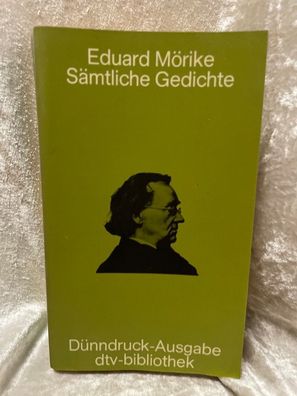 Eduard Mörike
Sämtliche Gedichte
Dünndruck-Ausgabe
dtv-bibliothek